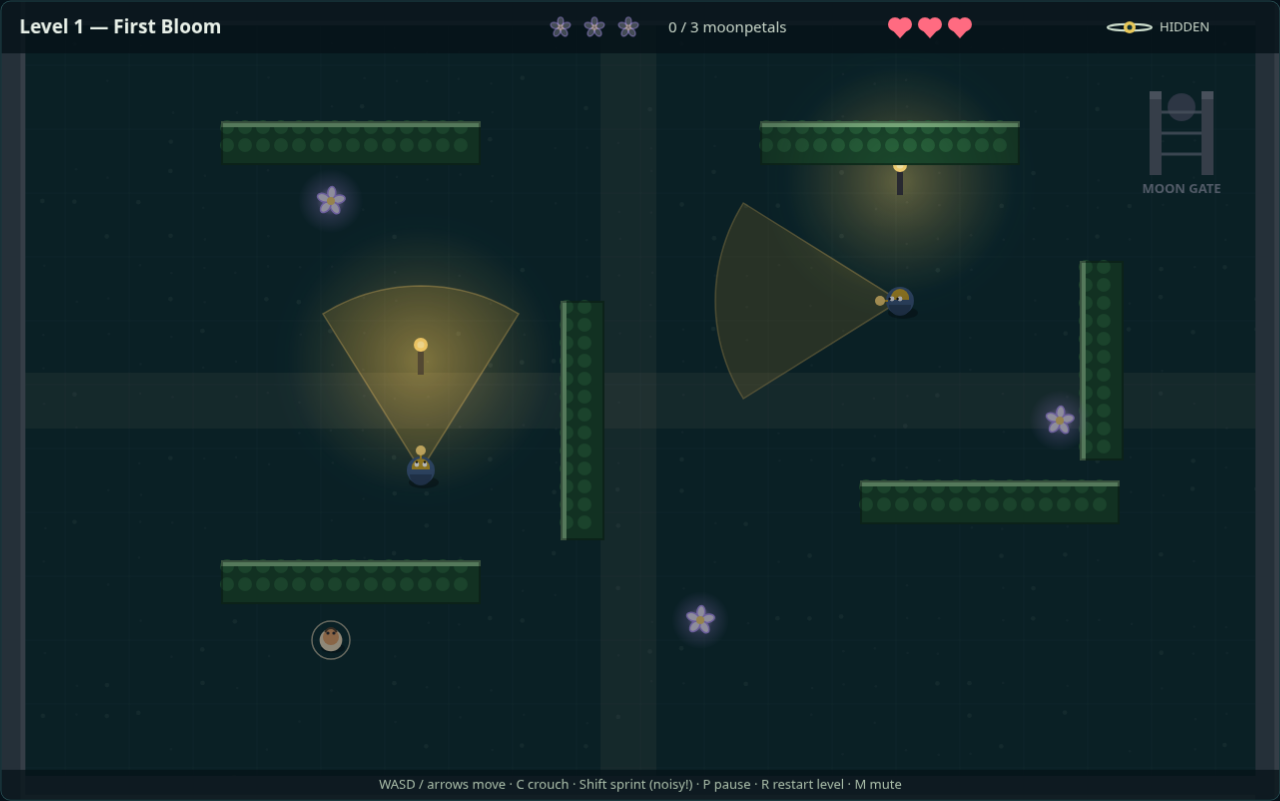 Level 1 — First Bloom
0 / 3 moonpetals
HIDDEN
MOON GATE
WASD / arrows move · C crouch · Shift sprint (noisy!) · P pause · R restart level · M mute